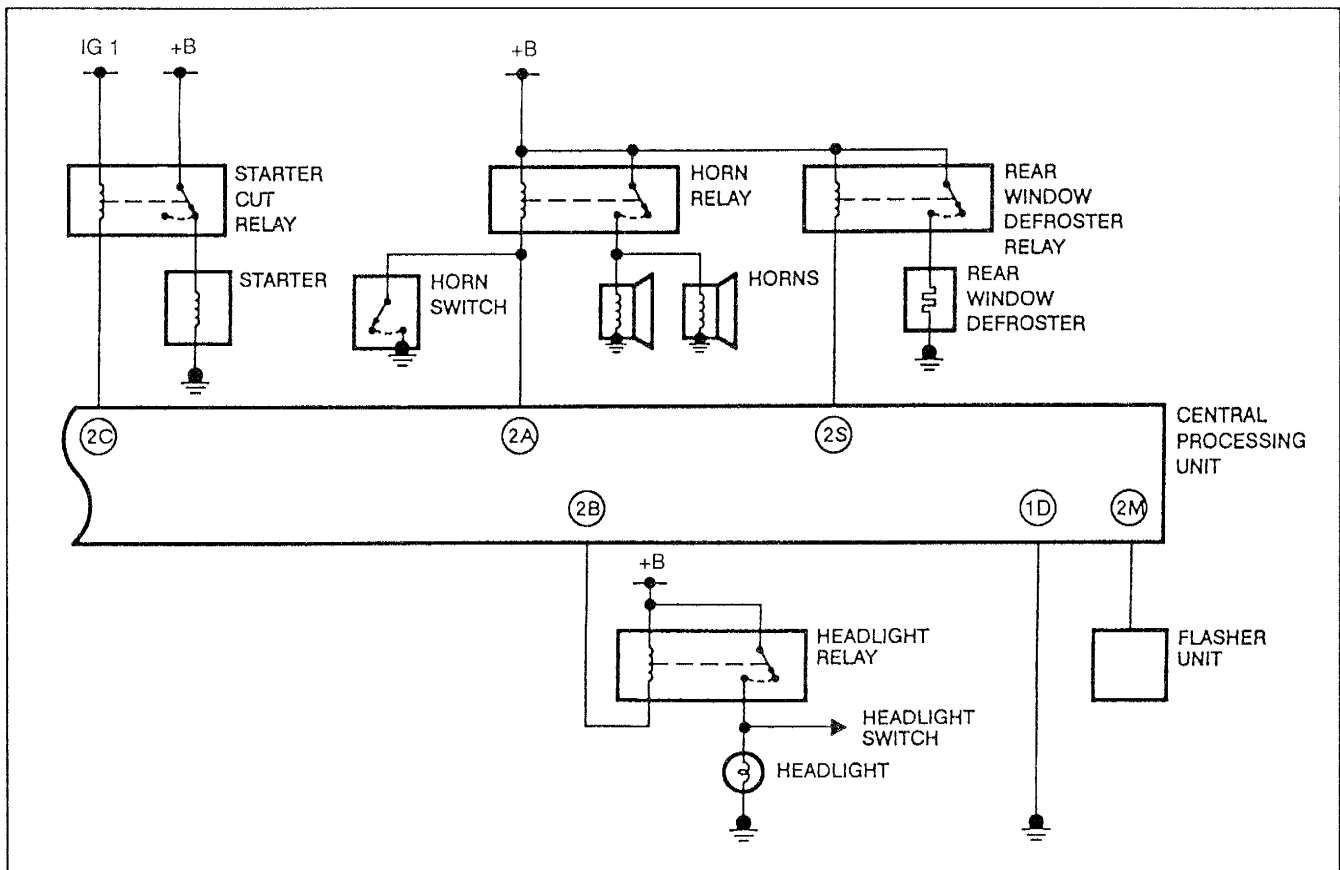 IG 1
+B
+B
STARTER
CUT
RELAY
HORN
RELAY
REAR
WINDOW
DEFROSTER
RELAY
STARTER
HORN
SWITCH
HORNS
REAR
WINDOW
DEFROSTER
2C
2A
2S
CENTRAL
PROCESSING
UNIT
2B
1D
2M
+B
HEADLIGHT
RELAY
FLASHER
UNIT
HEADLIGHT
SWITCH
HEADLIGHT